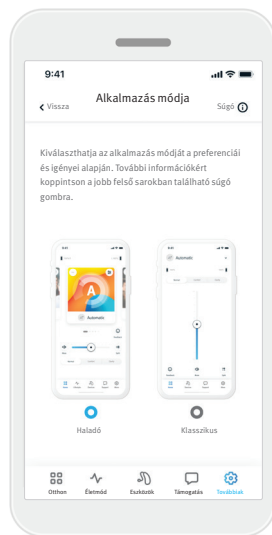 9:41
Vissza
Alkalmazás módja
Súgó
Kiválaszthatja az alkalmazás módját a preferenciái
és igényei alapján. További információkért
koppintson a jobb felső sarokban található súgó
gombra.
A
Automatic
Automatic
Haladó
Klasszikus
Otthon
Életmód
Eszközök
Támogatás
Továbbiak